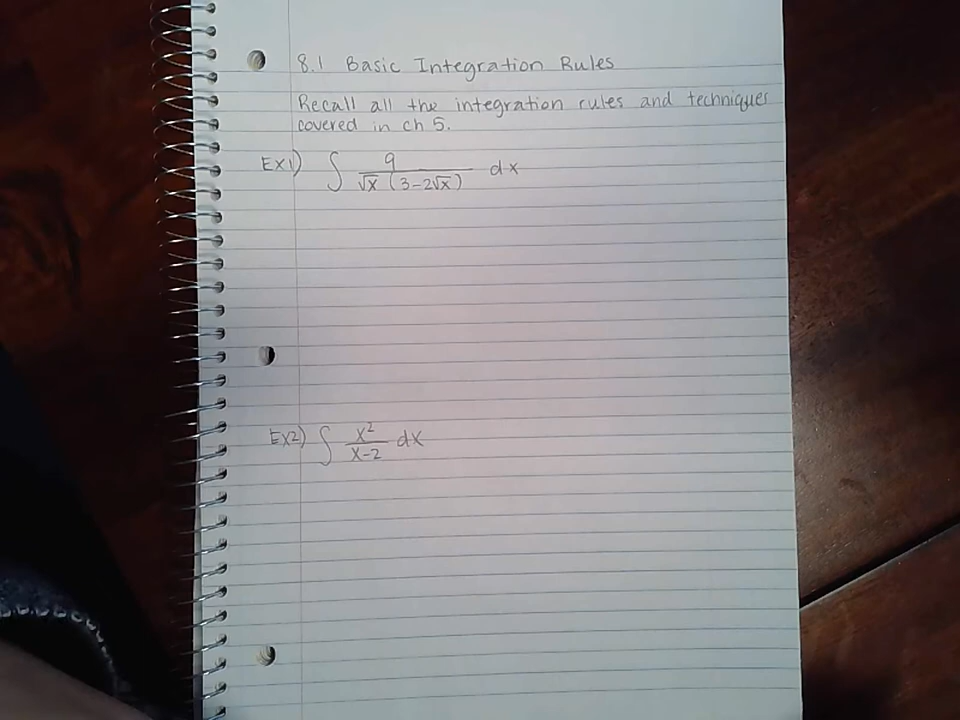 8.1 Basic Integration Rules
Recall all the integration rules and techniques
covered in ch 5.
Ex1) ∫ 9/(√x (3-2√x)) dx
Ex2) ∫ x²/(x-2) dx